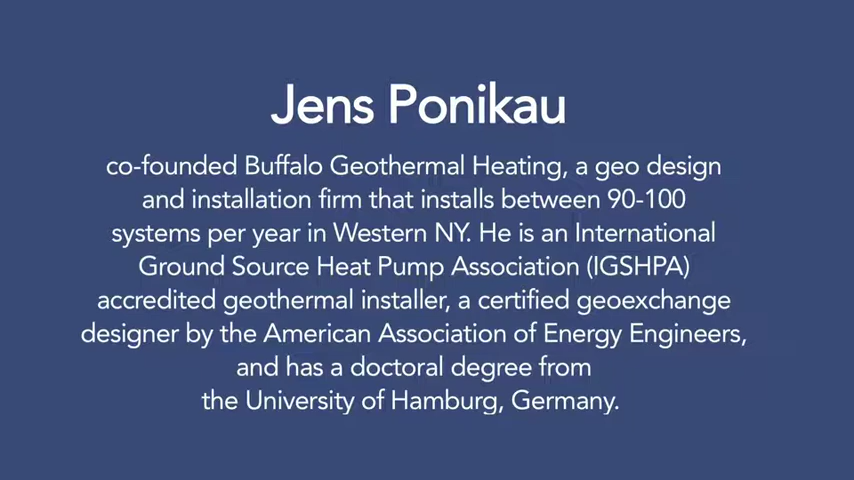 Jens Ponikau
co-founded Buffalo Geothermal Heating, a geo design
and installation firm that installs between 90-100
systems per year in Western NY. He is an International
Ground Source Heat Pump Association (IGSHPA)
accredited geothermal installer, a certified geoexchange
designer by the American Association of Energy Engineers,
and has a doctoral degree from
the University of Hamburg, Germany.